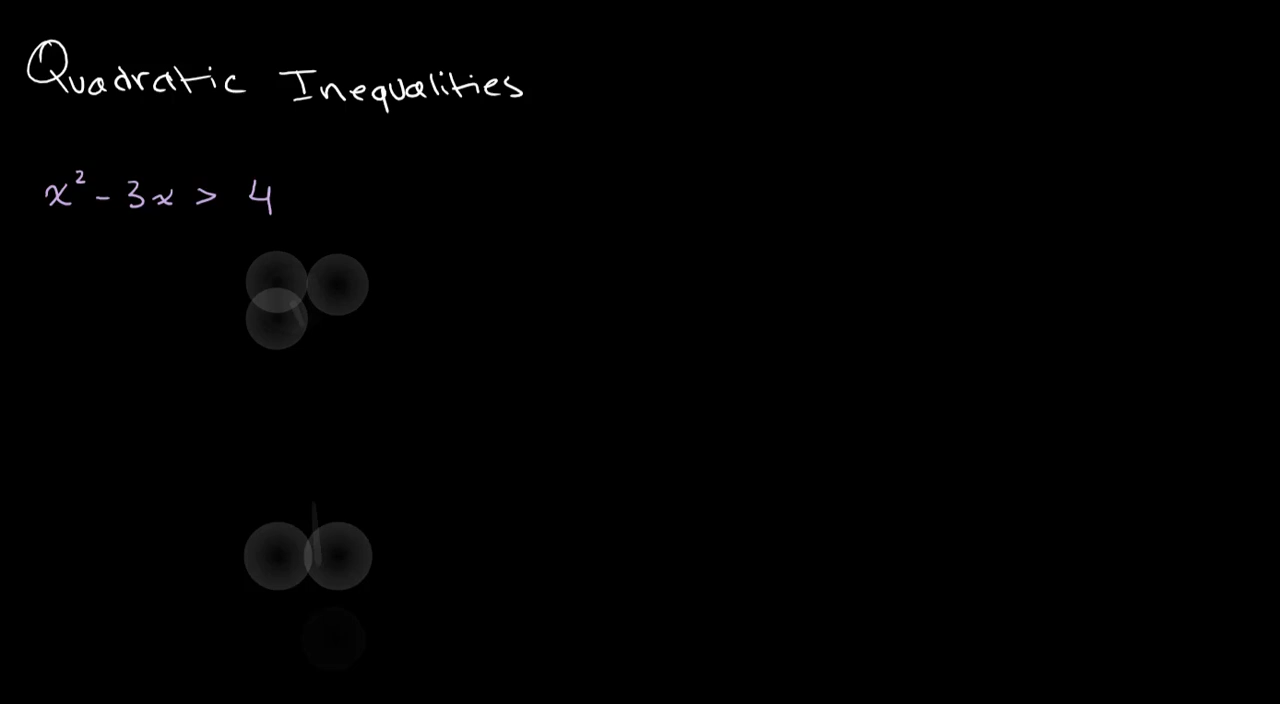 Quadratic Inequalities
x² - 3x > 4